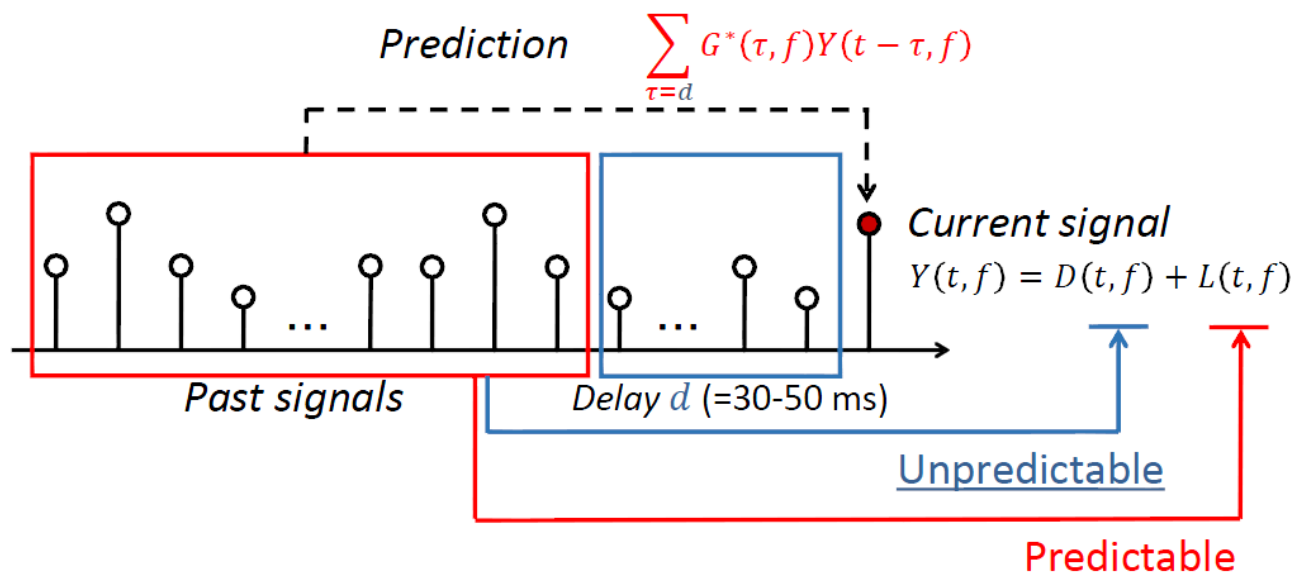 Prediction
∑ G*(τ, f)Y(t − τ, f)
τ=d
Current signal
Y(t, f) = D(t, f) + L(t, f)
...
...
Past signals
Delay d (=30-50 ms)
Unpredictable
Predictable